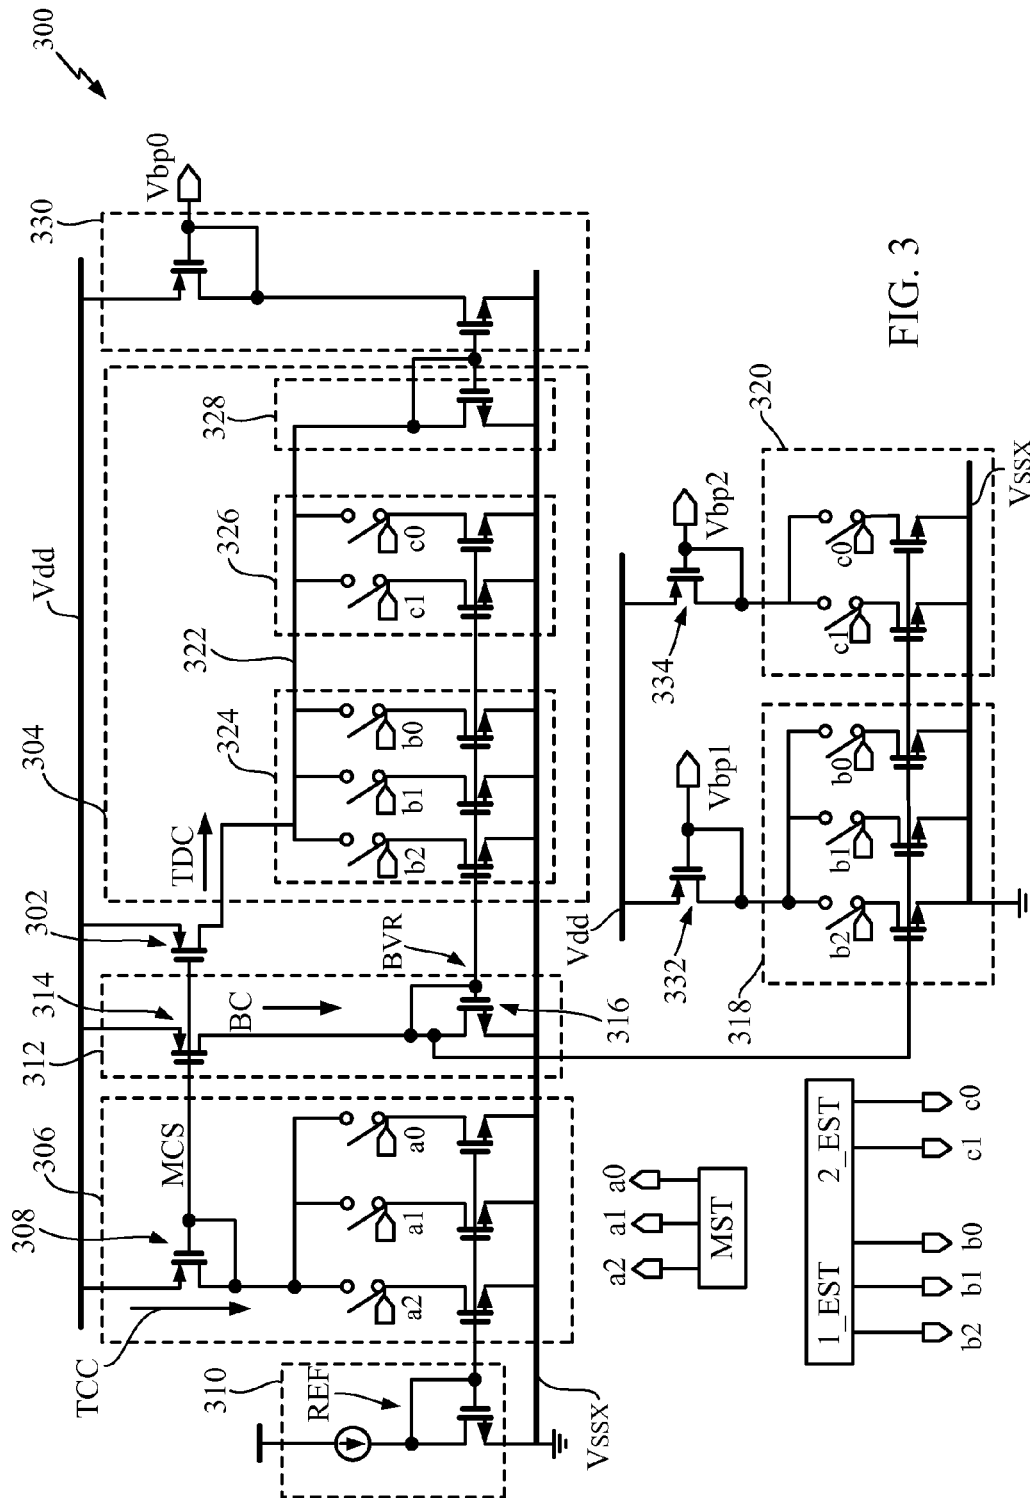 300
Vdd
330
Vbp0
304
TDC
302
314
312
306
308
MCS
TCC
322
324
326
328
BC
BVR
316
310
REF
a2
a1
a0
b2
b1
b0
c1
c0
Vssx
Vdd
332
Vbp1
334
Vbp2
318
320
b2
b1
b0
c1
c0
Vssx
a2
a1
a0
MST
1_EST
2_EST
b2
b1
b0
c1
c0
FIG. 3